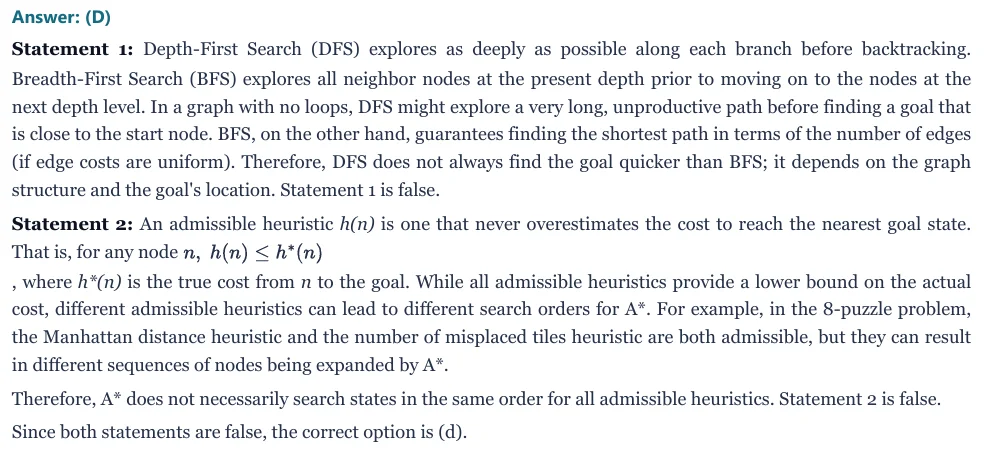 Answer: (D)
Statement 1: Depth-First Search (DFS) explores as deeply as possible along each branch before backtracking.
Breadth-First Search (BFS) explores all neighbor nodes at the present depth prior to moving on to the nodes at the
next depth level. In a graph with no loops, DFS might explore a very long, unproductive path before finding a goal that
is close to the start node. BFS, on the other hand, guarantees finding the shortest path in terms of the number of edges
(if edge costs are uniform). Therefore, DFS does not always find the goal quicker than BFS; it depends on the graph
structure and the goal's location. Statement 1 is false.
Statement 2: An admissible heuristic h(n) is one that never overestimates the cost to reach the nearest goal state.
That is, for any node n, h(n) ≤ h*(n)
, where h*(n) is the true cost from n to the goal. While all admissible heuristics provide a lower bound on the actual
cost, different admissible heuristics can lead to different search orders for A*. For example, in the 8-puzzle problem,
the Manhattan distance heuristic and the number of misplaced tiles heuristic are both admissible, but they can result
in different sequences of nodes being expanded by A*.
Therefore, A* does not necessarily search states in the same order for all admissible heuristics. Statement 2 is false.
Since both statements are false, the correct option is (d).